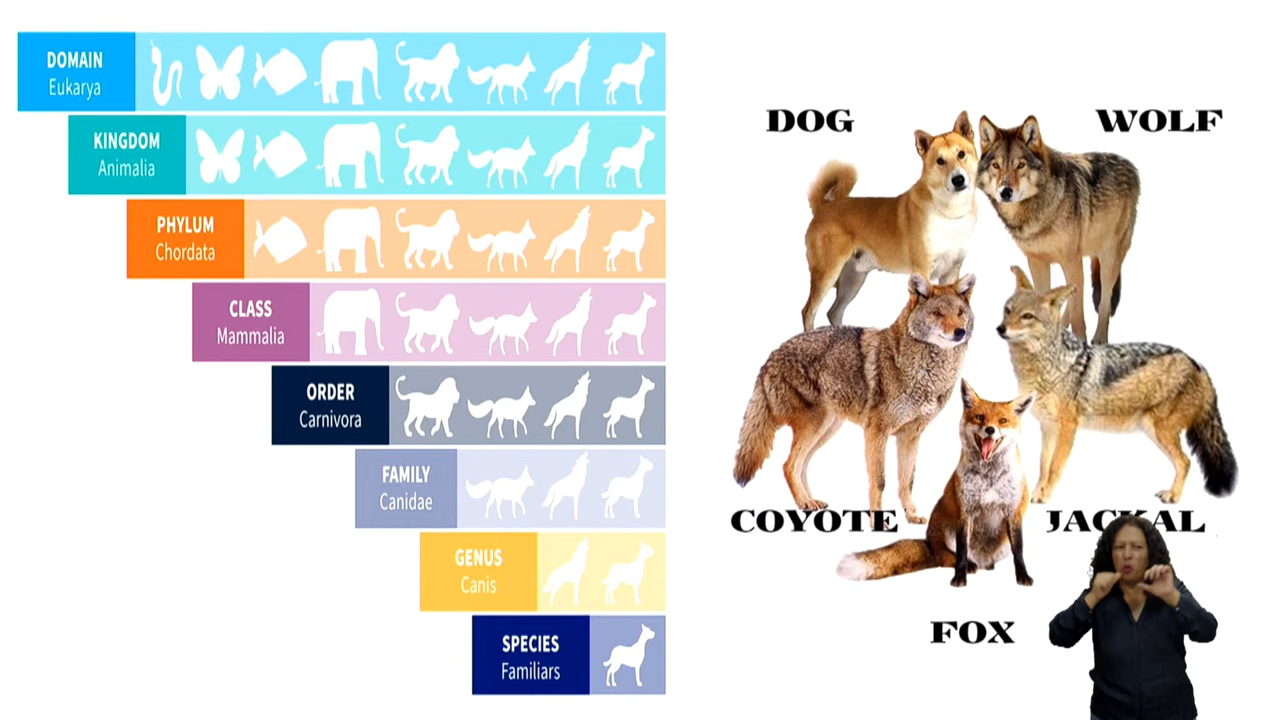 DOMAIN
Eukarya
KINGDOM
Animalia
PHYLUM
Chordata
CLASS
Mammalia
ORDER
Carnivora
FAMILY
Canidae
GENUS
Canis
SPECIES
Familiars
DOG
WOLF
COYOTE
JACKAL
FOX